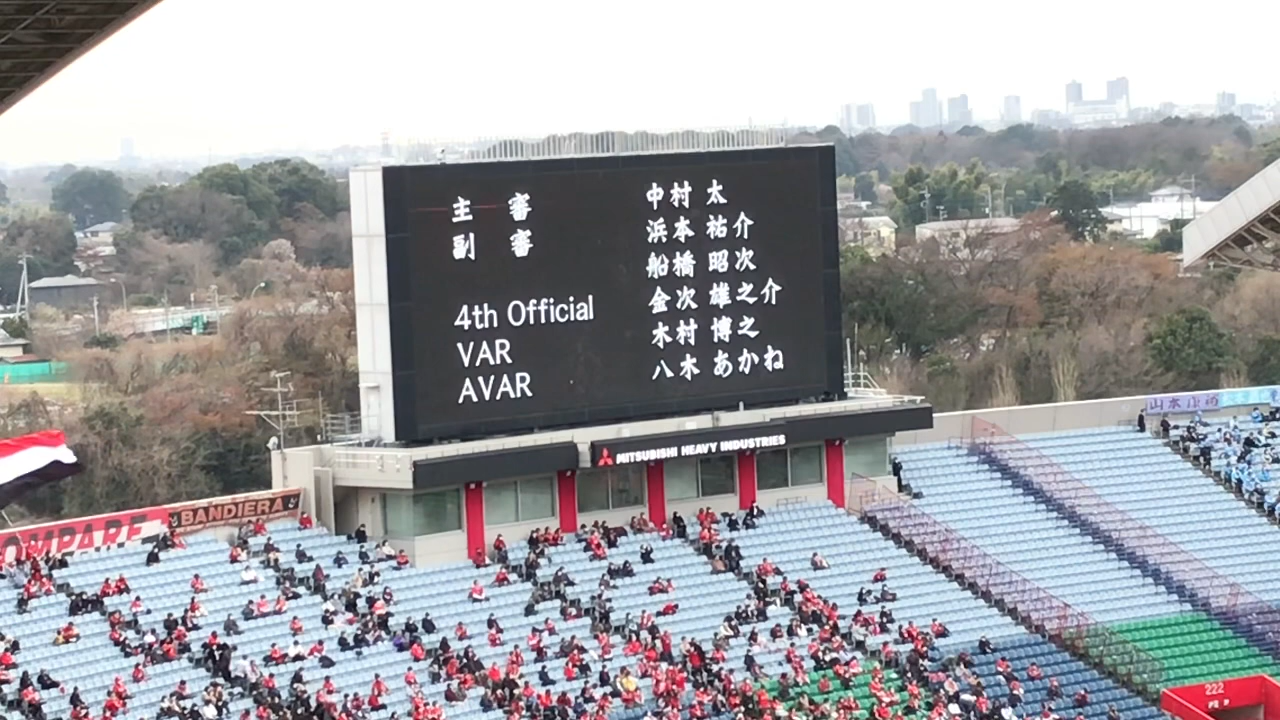 主 審 中村 太
副 審 浜本 祐介
船橋 昭次
4th Official 金次 雄之介
VAR 木村 博之
AVAR 八木 あかね
MITSUBISHI HEAVY INDUSTRIES
OMPARE
BANDIERA
222